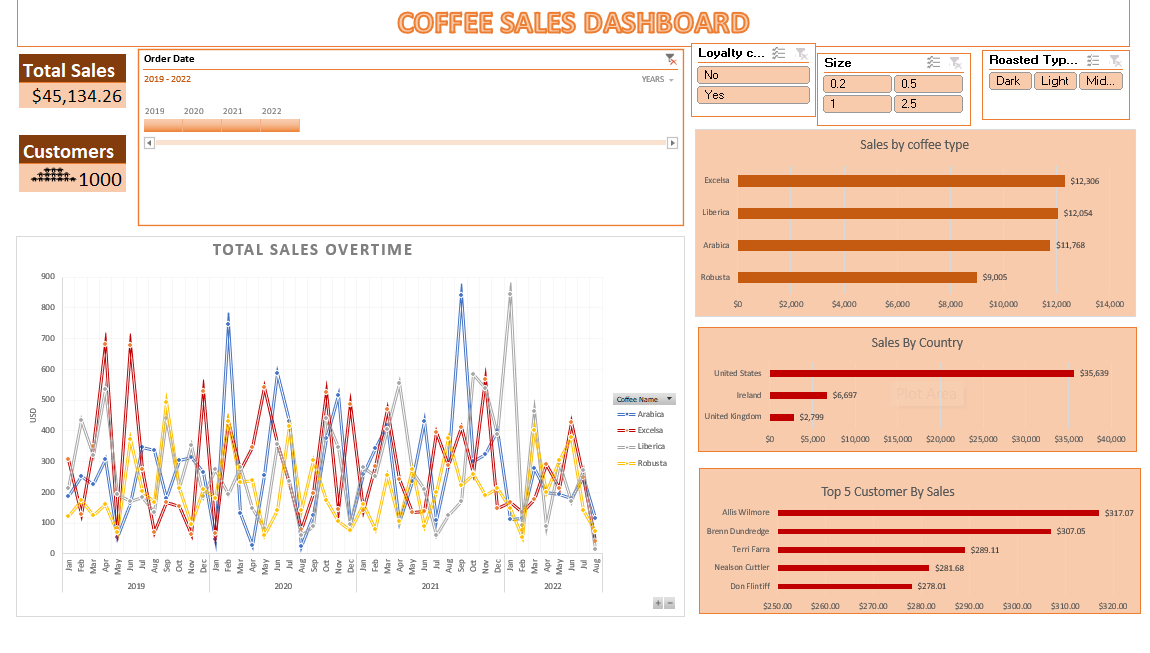 COFFEE SALES DASHBOARD
Total Sales
$45,134.26
Customers
1000
Order Date
2019 - 2022
YEARS
2019 2020 2021 2022
Loyalty c...
No
Yes
Size
0.2 0.5
1 2.5
Roasted Typ...
Dark Light Mid...
Sales by coffee type
Excelsa $12,306
Liberica $12,054
Arabica $11,768
Robusta $9,005
$0 $2,000 $4,000 $6,000 $8,000 $10,000 $12,000 $14,000
TOTAL SALES OVERTIME
900
800
700
600
500
400
300
200
100
0
USD
Jan Feb Mar Apr May Jun Jul Aug Sep Oct Nov Dec Jan Feb Mar Apr May Jun Jul Aug Sep Oct Nov Dec Jan Feb Mar Apr May Jun Jul Aug Sep Oct Nov Dec Jan Feb Mar Apr May Jun Jul Aug
2019 2020 2021 2022
Coffee Name
Arabica
Excelsa
Liberica
Robusta
Sales By Country
United States $35,639
Ireland $6,697
Plot Area
United Kingdom $2,799
$0 $5,000 $10,000 $15,000 $20,000 $25,000 $30,000 $35,000 $40,000
Top 5 Customer By Sales
Allis Wilmore $317.07
Brenn Dundredge $307.05
Terri Farra $289.11
Nealson Cuttler $281.68
Don Flintiff $278.01
$250.00 $260.00 $270.00 $280.00 $290.00 $300.00 $310.00 $320.00